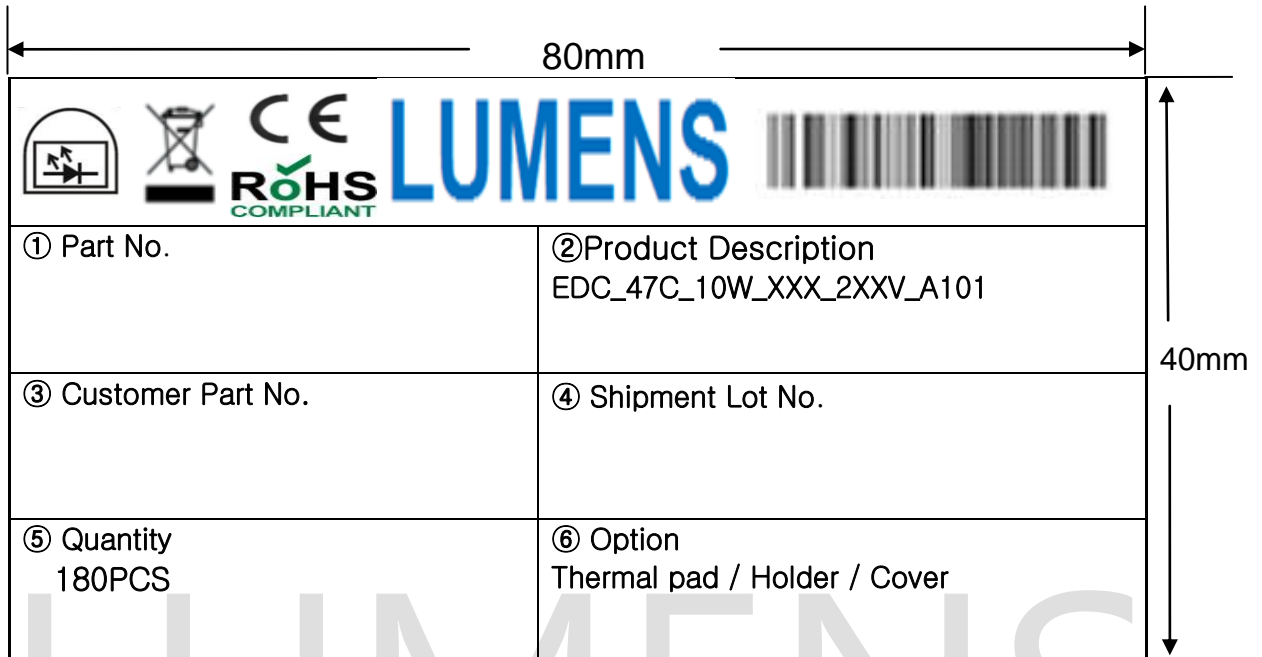 80mm
CE
RoHS
COMPLIANT
LUMENS
① Part No.
②Product Description
EDC_47C_10W_XXX_2XXV_A101
40mm
③ Customer Part No.
④ Shipment Lot No.
⑤ Quantity
180PCS
⑥ Option
Thermal pad / Holder / Cover
LUMENS